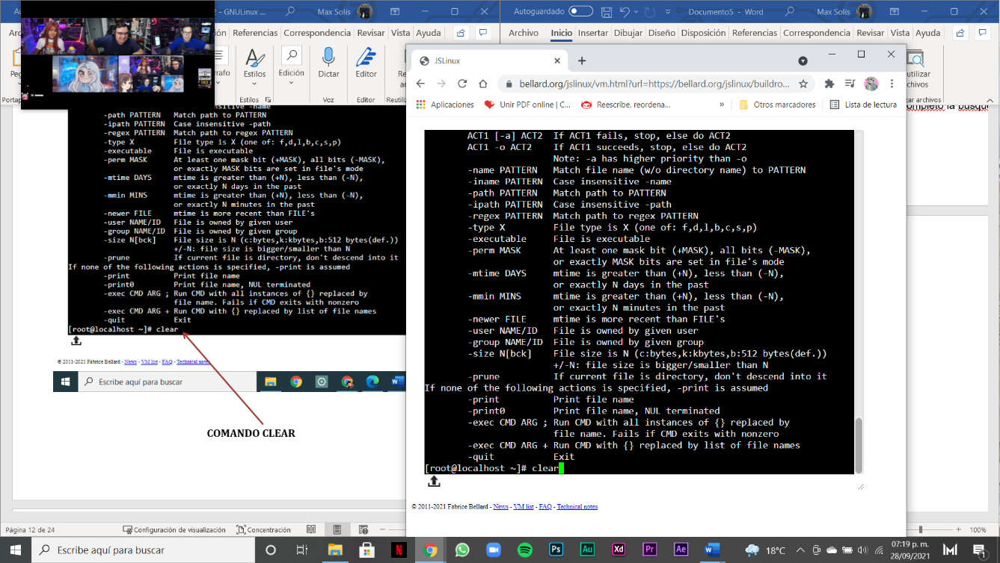 2 - GNULinux ...
Max Solís
Autoguardado
Documento5 - Word
Max Solís
Referencias
Correspondencia
Revisar
Vista
Ayuda
Archivo
Inicio
Insertar
Dibujar
Diseño
Disposición
Referencias
Correspondencia
Revisar
Vista
Ayuda
Estilos
Edición
Dictar
Editor
Estilos
Voz
Editor
JSLinux
bellard.org/jslinux/vm.html?url=https://bellard.org/jslinux/buildro...
Aplicaciones
Unir PDF online | C...
Reescribe, reordena...
»
Otros marcadores
Lista de lectura
-path PATTERN Match path to PATTERN
-ipath PATTERN Case insensitive -path
-regex PATTERN Match path to regex PATTERN
-type X File type is X (one of: f,d,l,b,c,s,p)
-executable File is executable
-perm MASK At least one mask bit (+MASK), all bits (-MASK),
or exactly MASK bits are set in file's mode
-mtime DAYS mtime is greater than (+N), less than (-N),
or exactly N days in the past
-mmin MINS mtime is greater than (+N), less than (-N),
or exactly N minutes in the past
-newer FILE mtime is more recent than FILE's
-user NAME/ID File is owned by given user
-group NAME/ID File is owned by given group
-size N[bck] File size is N (c:bytes,k:kbytes,b:512 bytes(def.))
+/-N: file size is bigger/smaller than N
-prune If current file is directory, don't descend into it
If none of the following actions is specified, -print is assumed
-print Print file name
-print0 Print file name, NUL terminated
-exec CMD ARG ; Run CMD with all instances of {} replaced by
file name. Fails if CMD exits with nonzero
-exec CMD ARG + Run CMD with {} replaced by list of file names
-quit Exit
[root@localhost ~]# clear
© 2011-2021 Fabrice Bellard - News - VM list - FAQ - Technical notes
Escribe aquí para buscar
COMANDO CLEAR
ACT1 [-a] ACT2 If ACT1 fails, stop, else do ACT2
ACT1 -o ACT2 If ACT1 succeeds, stop, else do ACT2
Note: -a has higher priority than -o
-name PATTERN Match file name (w/o directory name) to PATTERN
-iname PATTERN Case insensitive -name
-path PATTERN Match path to PATTERN
-ipath PATTERN Case insensitive -path
-regex PATTERN Match path to regex PATTERN
-type X File type is X (one of: f,d,l,b,c,s,p)
-executable File is executable
-perm MASK At least one mask bit (+MASK), all bits (-MASK),
or exactly MASK bits are set in file's mode
-mtime DAYS mtime is greater than (+N), less than (-N),
or exactly N days in the past
-mmin MINS mtime is greater than (+N), less than (-N),
or exactly N minutes in the past
-newer FILE mtime is more recent than FILE's
-user NAME/ID File is owned by given user
-group NAME/ID File is owned by given group
-size N[bck] File size is N (c:bytes,k:kbytes,b:512 bytes(def.))
+/-N: file size is bigger/smaller than N
-prune If current file is directory, don't descend into it
If none of the following actions is specified, -print is assumed
-print Print file name
-print0 Print file name, NUL terminated
-exec CMD ARG ; Run CMD with all instances of {} replaced by
file name. Fails if CMD exits with nonzero
-exec CMD ARG + Run CMD with {} replaced by list of file names
-quit Exit
[root@localhost ~]# clear
© 2011-2021 Fabrice Bellard - News - VM list - FAQ - Technical notes
Página 12 de 24
Configuración de visualización
Concentración
100%
Escribe aquí para buscar
18°C
07:19 p. m.
28/09/2021